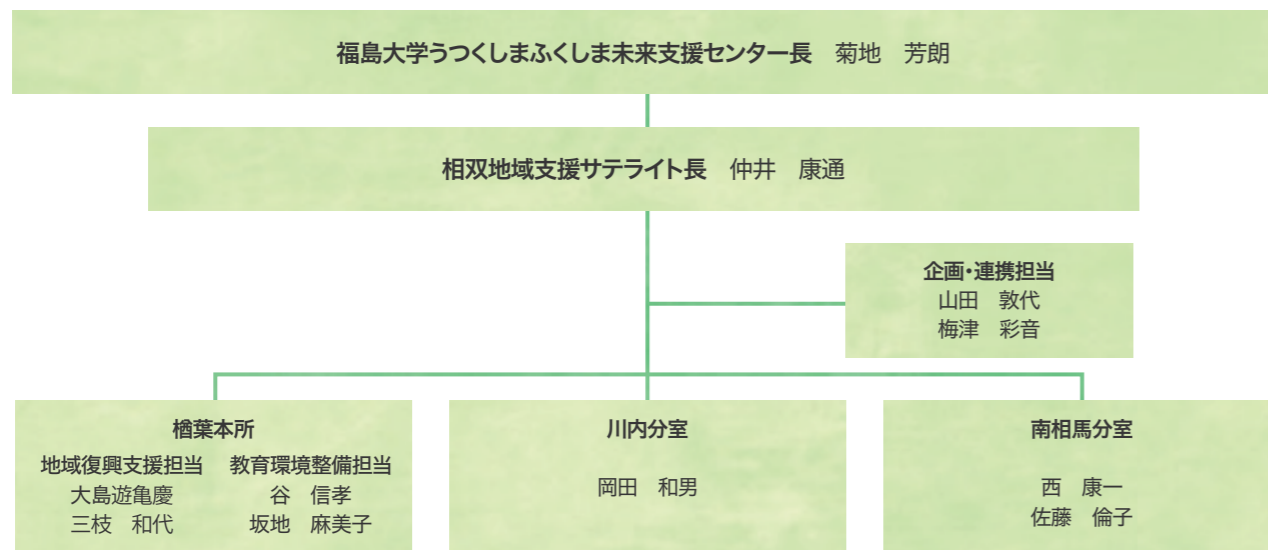 福島大学うつくしまふくしま未来支援センター長　菊地　芳朗
相双地域支援サテライト長　仲井　康通
企画・連携担当
山田　敦代
梅津　彩音
楢葉本所
地域復興支援担当
大島遊亀慶
三枝　和代
教育環境整備担当
谷　信孝
坂地　麻美子
川内分室
岡田　和男
南相馬分室
西　康一
佐藤　倫子